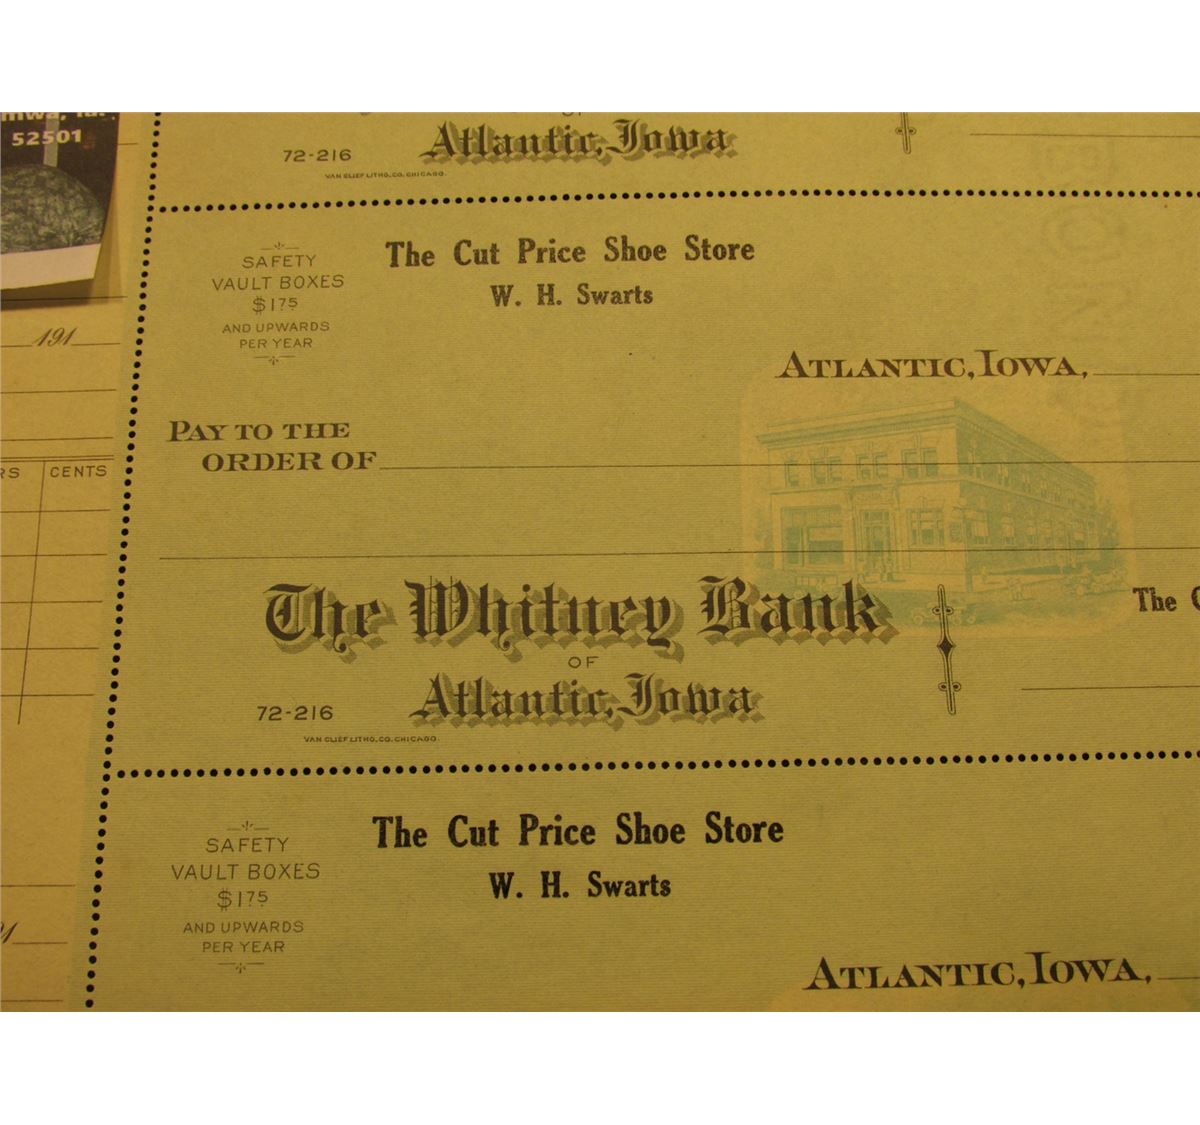 52501
OF
Atlantic, Iowa
72-216
VAN CLIEF LITHO. CO. CHICAGO.
191
CENTS
SAFETY
VAULT BOXES
$1.75
AND UPWARDS
PER YEAR
The Cut Price Shoe Store
W. H. Swarts
ATLANTIC, IOWA,
PAY TO THE
ORDER OF
The Whitney Bank
OF
Atlantic, Iowa
72-216
VAN CLIEF LITHO. CO. CHICAGO.
The
SAFETY
VAULT BOXES
$1.75
AND UPWARDS
PER YEAR
The Cut Price Shoe Store
W. H. Swarts
ATLANTIC, IOWA,